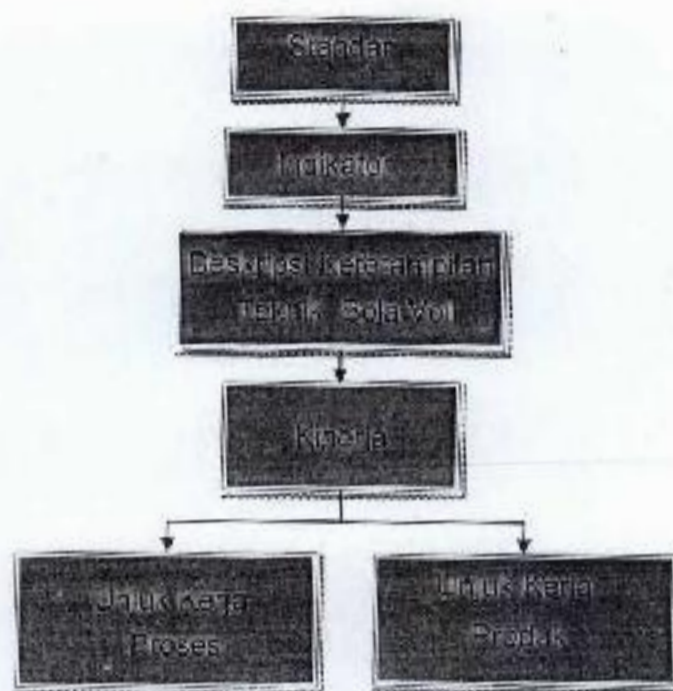 Standar
Indikator
Deskripsi keterampilan
Teknik Bola Voli
Kinerja
Unjuk Kerja
Proses
Unjuk Kerja
Produk